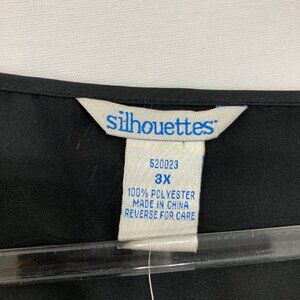 silhouettes
520023
3X
100% POLYESTER
MADE IN CHINA
REVERSE FOR CARE